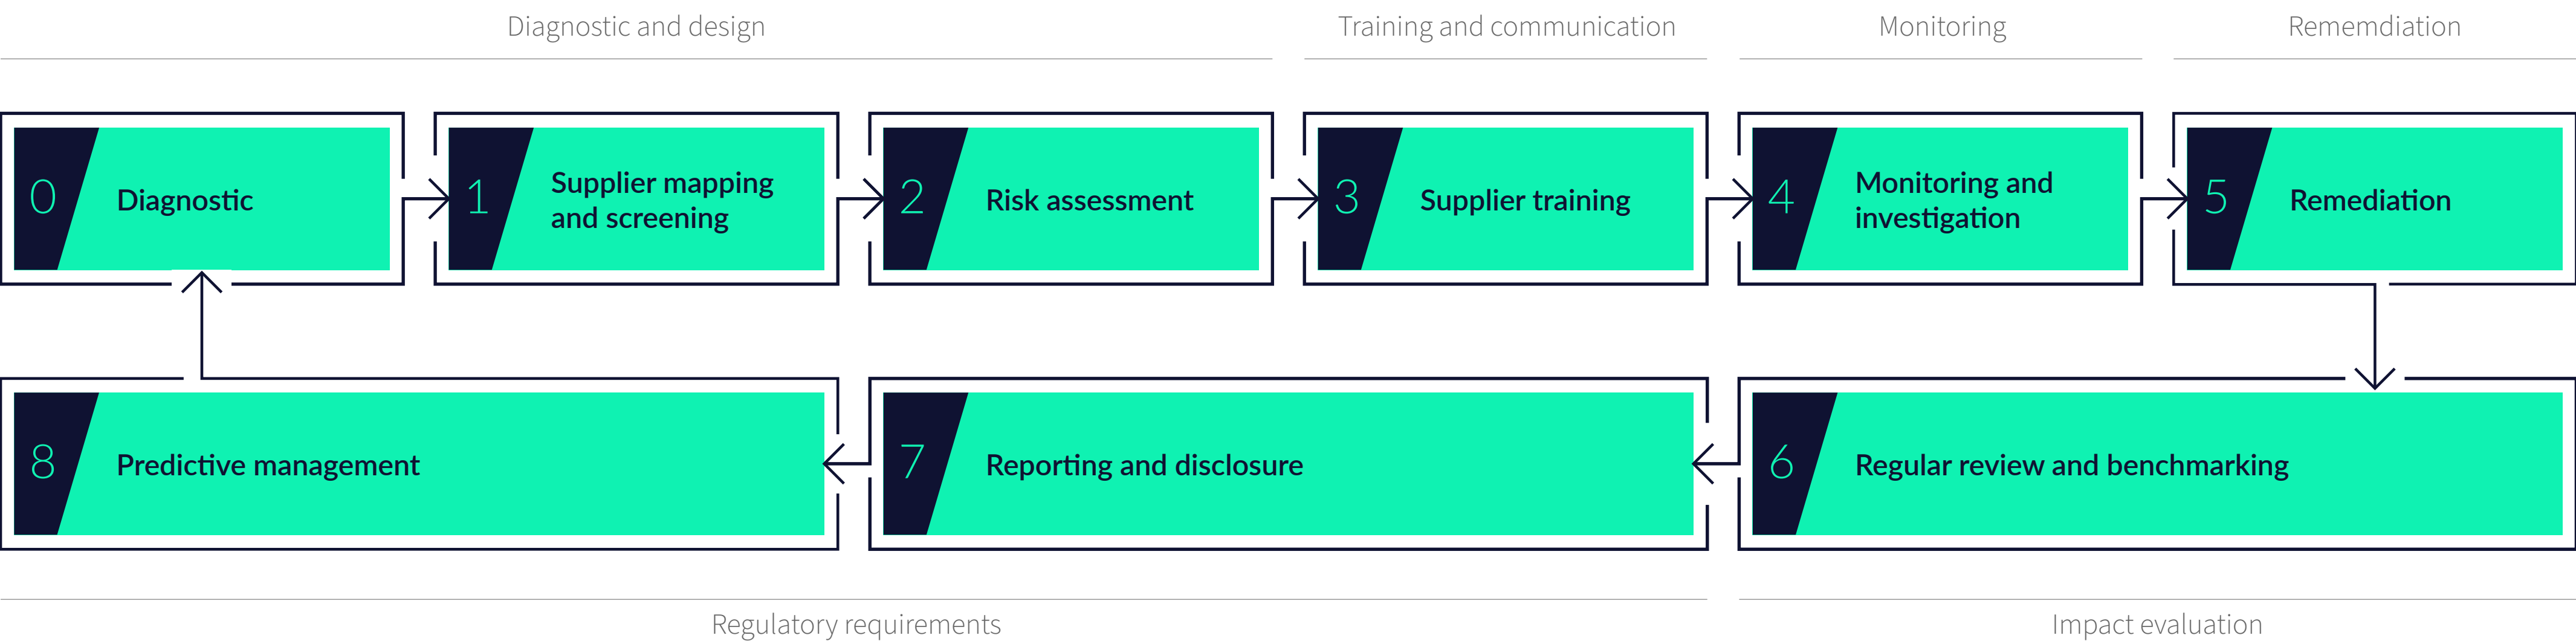 Diagnostic and design
Training and communication
Monitoring
Rememdiation
0
Diagnostic
1
Supplier mapping
and screening
2
Risk assessment
3
Supplier training
4
Monitoring and
investigation
5
Remediation
8
Predictive management
7
Reporting and disclosure
6
Regular review and benchmarking
Regulatory requirements
Impact evaluation